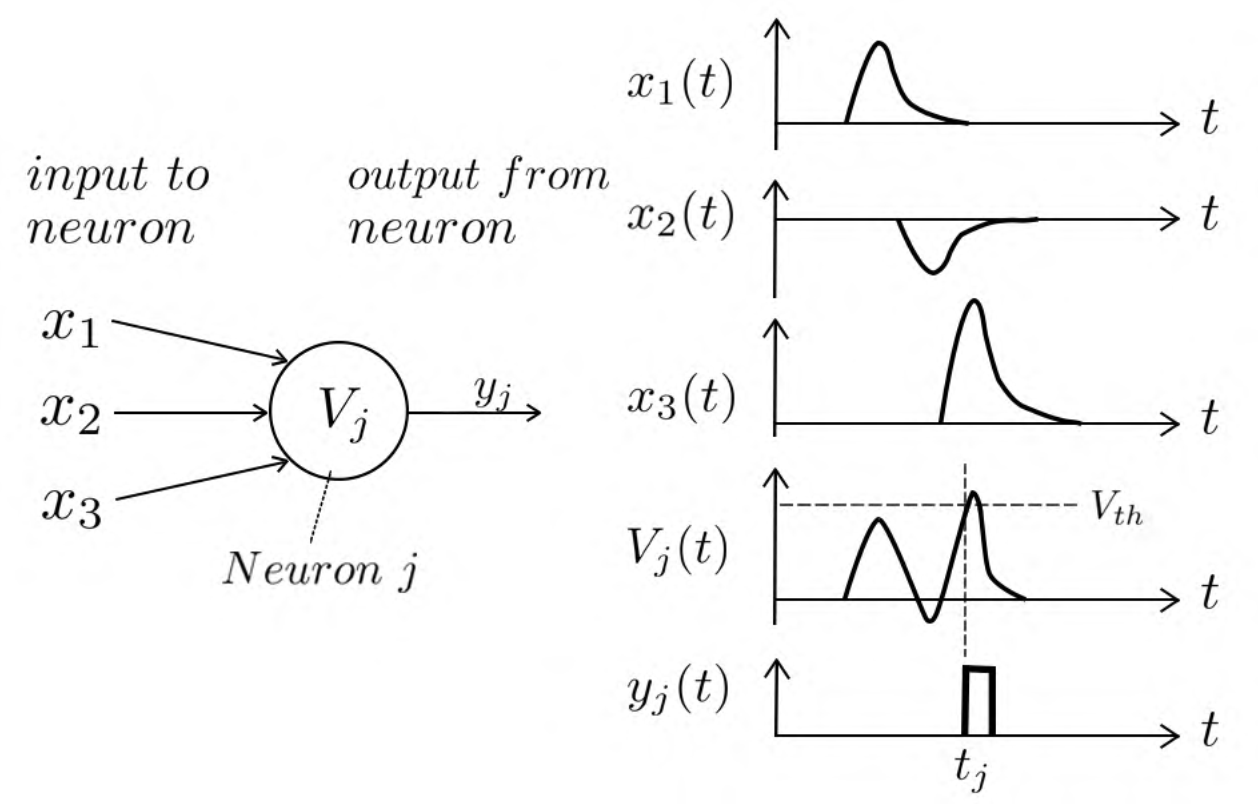 input to
neuron
output from
neuron
x₁
x₂
x₃
Vⱼ
yⱼ
Neuron j
x₁(t)
t
x₂(t)
t
x₃(t)
t
Vⱼ(t)
Vₜₕ
t
yⱼ(t)
t
tⱼ